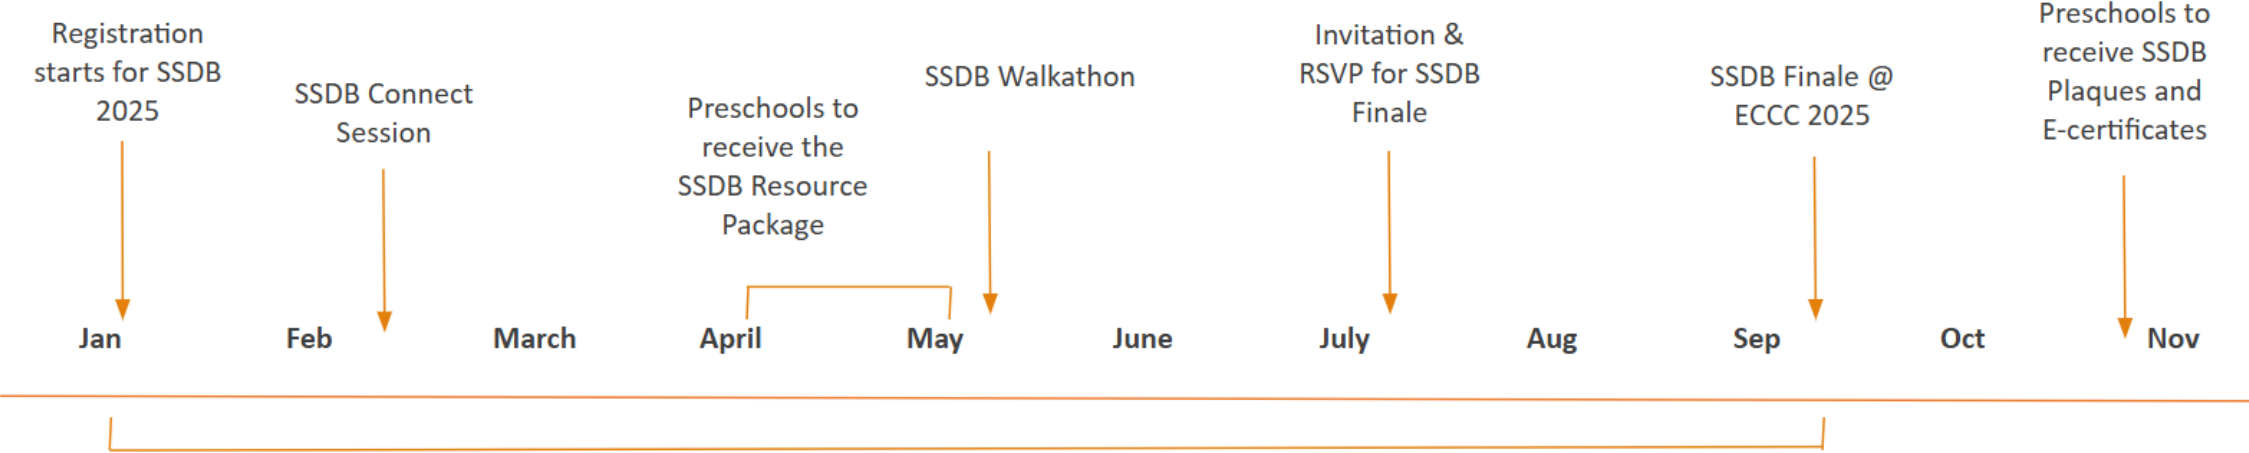 Registration
starts for SSDB
2025
SSDB Connect
Session
Preschools to
receive the
SSDB Resource
Package
SSDB Walkathon
Invitation &
RSVP for SSDB
Finale
SSDB Finale @
ECCC 2025
Preschools to
receive SSDB
Plaques and
E-certificates
Jan Feb March April May June July Aug Sep Oct Nov